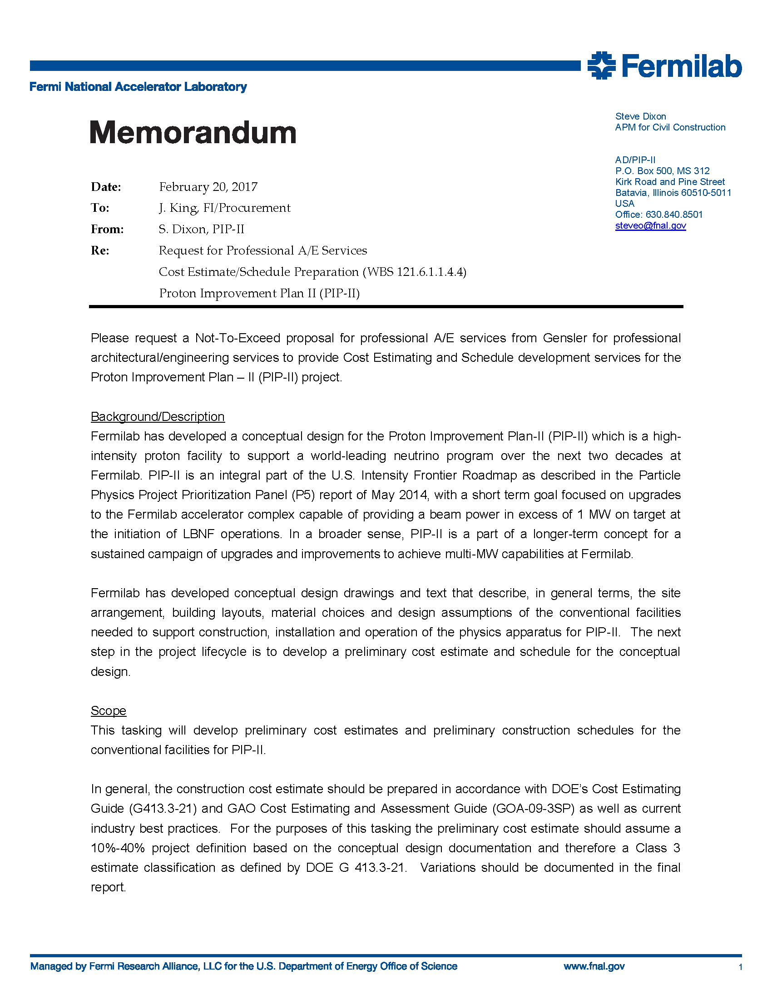 Fermilab
Fermi National Accelerator Laboratory
Steve Dixon
APM for Civil Construction
Memorandum
AD/PIP-II
P.O. Box 500, MS 312
Kirk Road and Pine Street
Batavia, Illinois 60510-5011
USA
Office: 630.840.8501
steveo@fnal.gov
Date: February 20, 2017
To: J. King, FI/Procurement
From: S. Dixon, PIP-II
Re: Request for Professional A/E Services
Cost Estimate/Schedule Preparation (WBS 121.6.1.1.4.4)
Proton Improvement Plan II (PIP-II)
Please request a Not-To-Exceed proposal for professional A/E services from Gensler for professional
architectural/engineering services to provide Cost Estimating and Schedule development services for the
Proton Improvement Plan – II (PIP-II) project.
Background/Description
Fermilab has developed a conceptual design for the Proton Improvement Plan-II (PIP-II) which is a high-
intensity proton facility to support a world-leading neutrino program over the next two decades at
Fermilab. PIP-II is an integral part of the U.S. Intensity Frontier Roadmap as described in the Particle
Physics Project Prioritization Panel (P5) report of May 2014, with a short term goal focused on upgrades
to the Fermilab accelerator complex capable of providing a beam power in excess of 1 MW on target at
the initiation of LBNF operations. In a broader sense, PIP-II is a part of a longer-term concept for a
sustained campaign of upgrades and improvements to achieve multi-MW capabilities at Fermilab.
Fermilab has developed conceptual design drawings and text that describe, in general terms, the site
arrangement, building layouts, material choices and design assumptions of the conventional facilities
needed to support construction, installation and operation of the physics apparatus for PIP-II. The next
step in the project lifecycle is to develop a preliminary cost estimate and schedule for the conceptual
design.
Scope
This tasking will develop preliminary cost estimates and preliminary construction schedules for the
conventional facilities for PIP-II.
In general, the construction cost estimate should be prepared in accordance with DOE's Cost Estimating
Guide (G413.3-21) and GAO Cost Estimating and Assessment Guide (GOA-09-3SP) as well as current
industry best practices. For the purposes of this tasking the preliminary cost estimate should assume a
10%-40% project definition based on the conceptual design documentation and therefore a Class 3
estimate classification as defined by DOE G 413.3-21. Variations should be documented in the final
report.
Managed by Fermi Research Alliance, LLC for the U.S. Department of Energy Office of Science www.fnal.gov 1